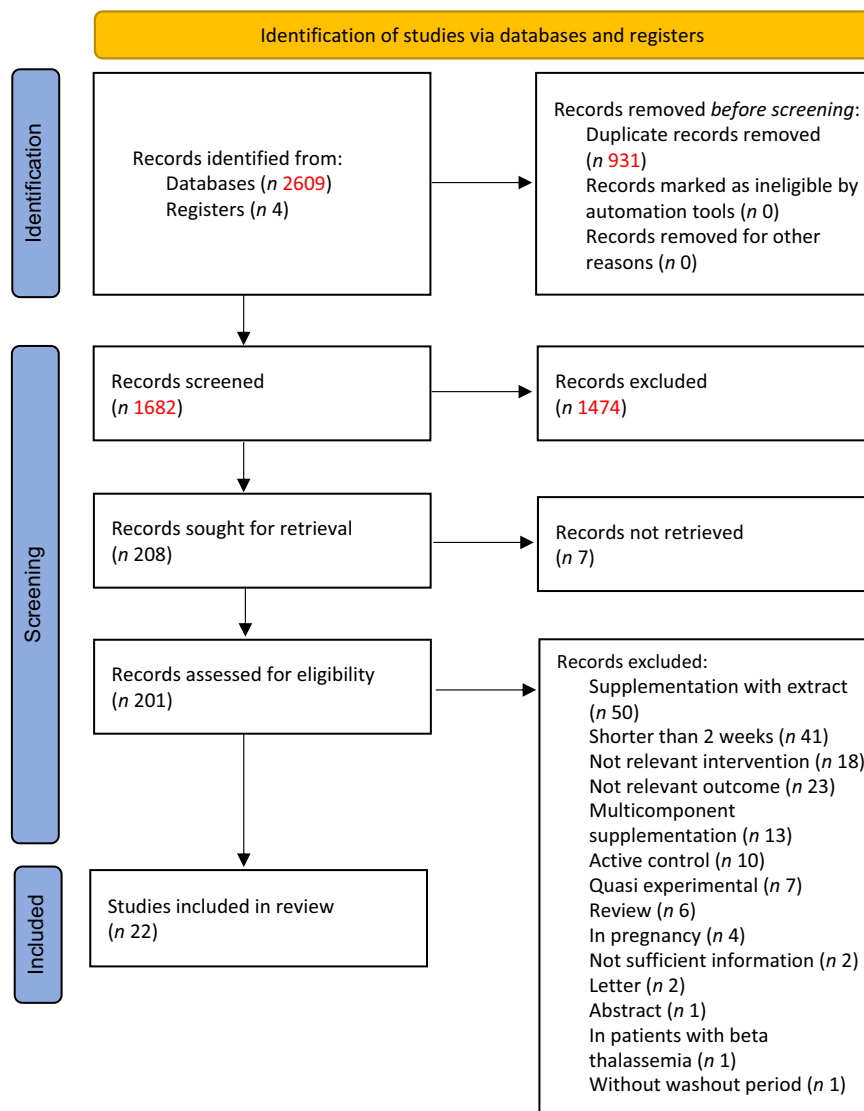 Identification of studies via databases and registers
Identification
Records identified from:
Databases (n 2609)
Registers (n 4)
Records removed before screening:
Duplicate records removed
(n 931)
Records marked as ineligible by
automation tools (n 0)
Records removed for other
reasons (n 0)
Screening
Records screened
(n 1682)
Records excluded
(n 1474)
Records sought for retrieval
(n 208)
Records not retrieved
(n 7)
Records assessed for eligibility
(n 201)
Records excluded:
Supplementation with extract
(n 50)
Shorter than 2 weeks (n 41)
Not relevant intervention (n 18)
Not relevant outcome (n 23)
Multicomponent
supplementation (n 13)
Active control (n 10)
Quasi experimental (n 7)
Review (n 6)
In pregnancy (n 4)
Not sufficient information (n 2)
Letter (n 2)
Abstract (n 1)
In patients with beta
thalassemia (n 1)
Without washout period (n 1)
Included
Studies included in review
(n 22)